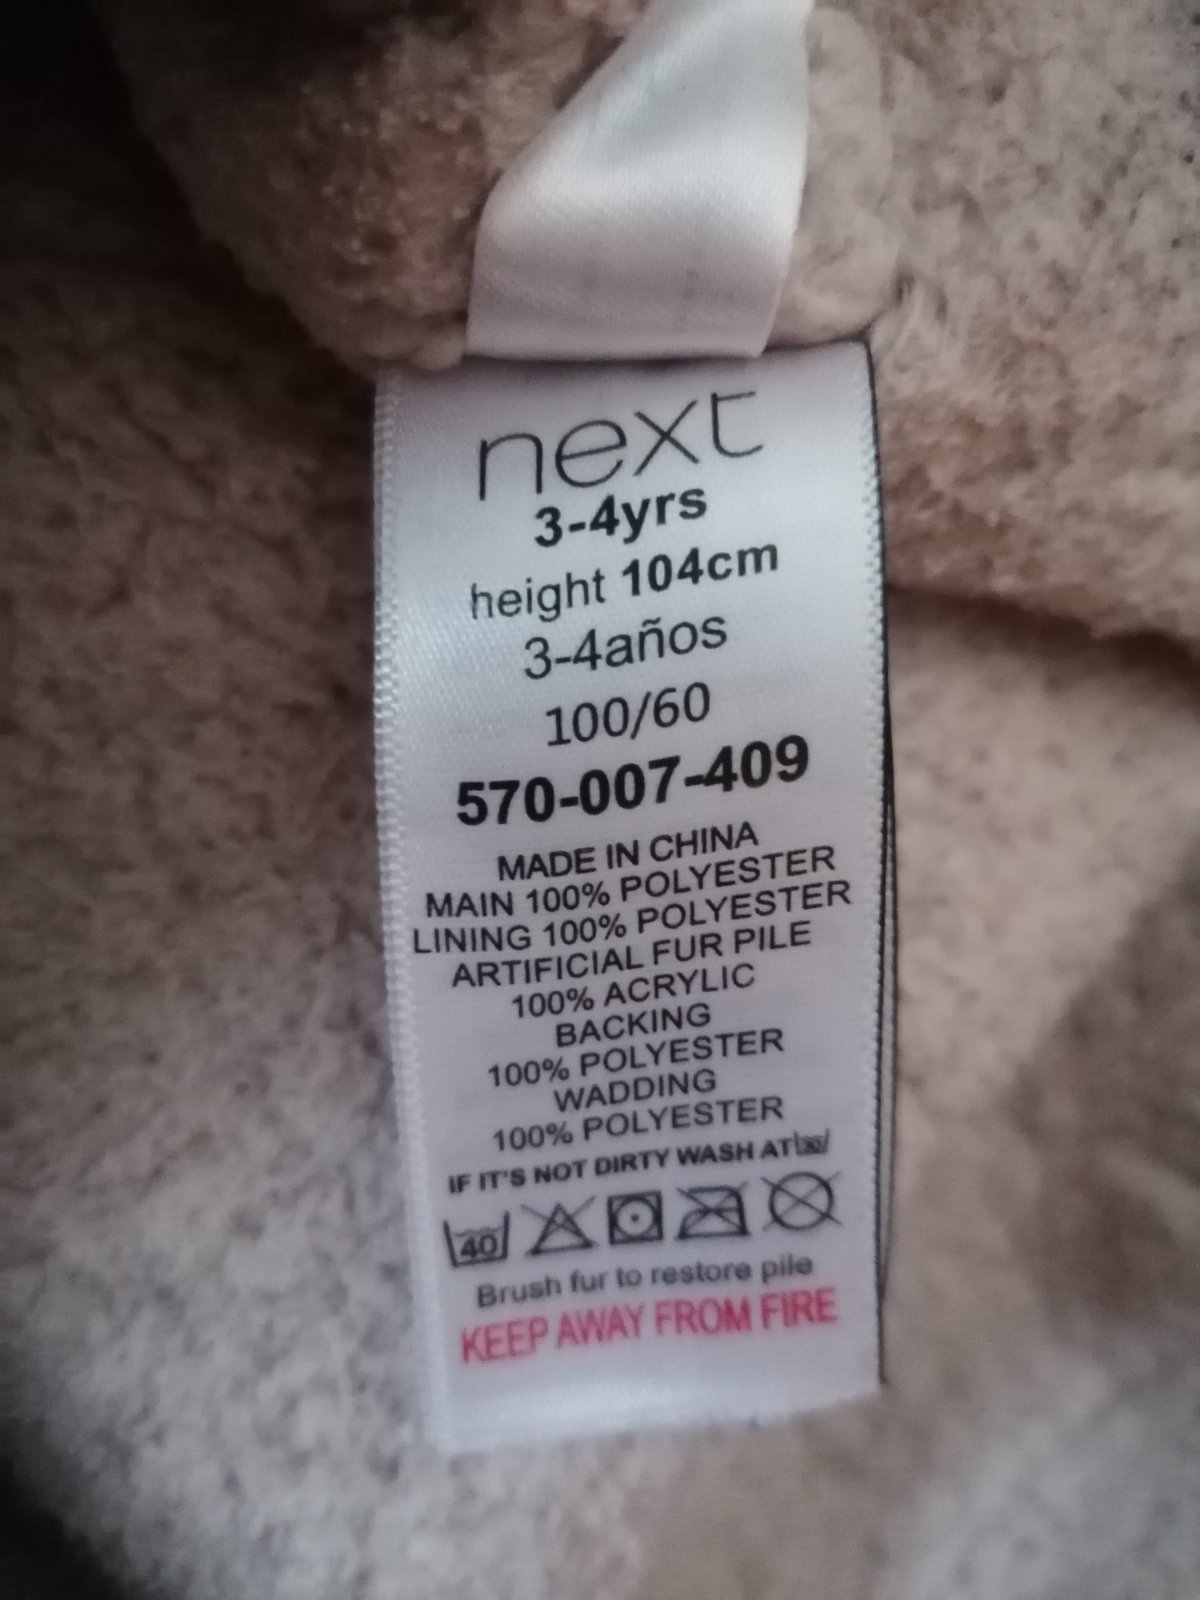 next
3-4yrs
height 104cm
3-4años
100/60
570-007-409
MADE IN CHINA
MAIN 100% POLYESTER
LINING 100% POLYESTER
ARTIFICIAL FUR PILE
100% ACRYLIC
BACKING
100% POLYESTER
WADDING
100% POLYESTER
IF IT'S NOT DIRTY WASH AT 30
40
Brush fur to restore pile
KEEP AWAY FROM FIRE